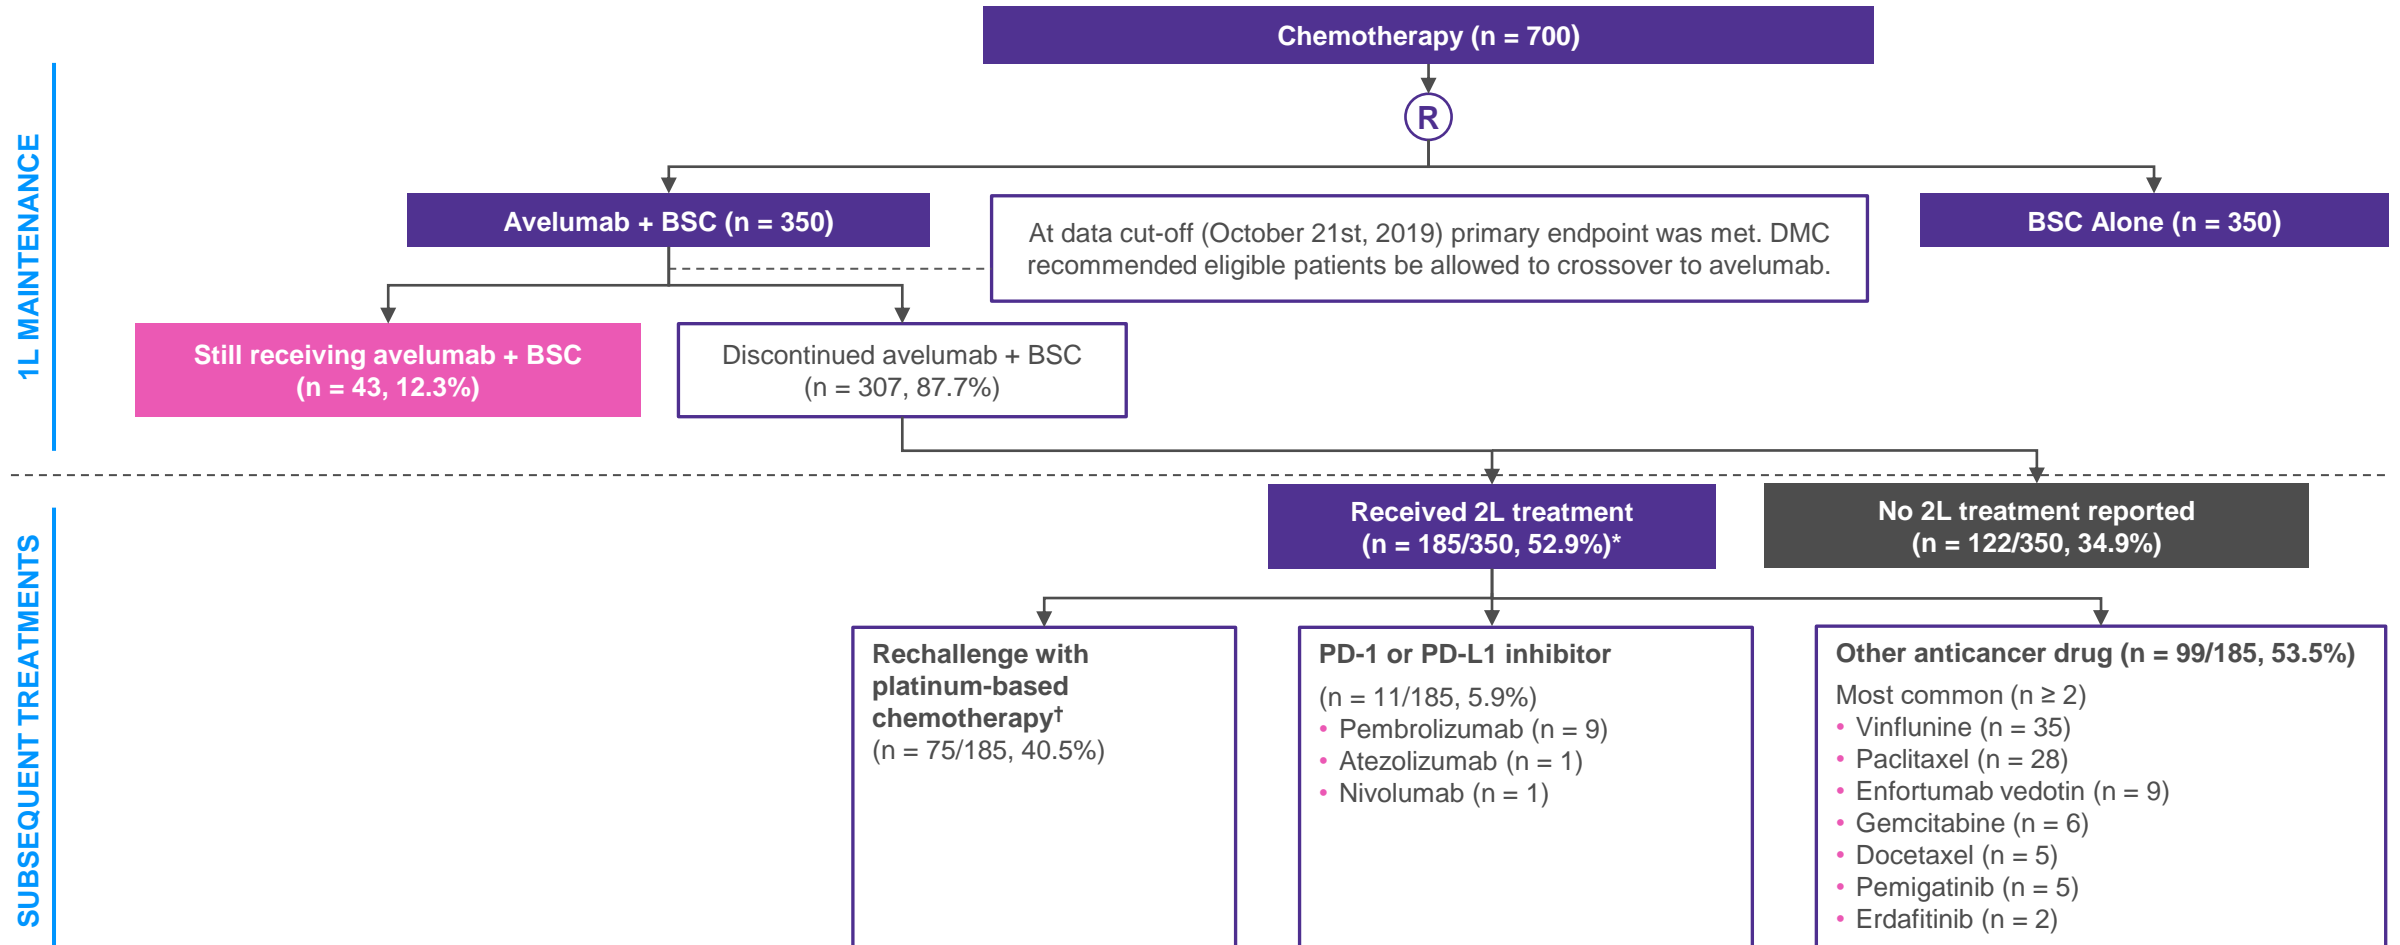 Chemotherapy (n = 700)
R
1L MAINTENANCE
Avelumab + BSC (n = 350)
At data cut-off (October 21st, 2019) primary endpoint was met. DMC
recommended eligible patients be allowed to crossover to avelumab.
BSC Alone (n = 350)
Still receiving avelumab + BSC
(n = 43, 12.3%)
Discontinued avelumab + BSC
(n = 307, 87.7%)
SUBSEQUENT TREATMENTS
Received 2L treatment
(n = 185/350, 52.9%)*
No 2L treatment reported
(n = 122/350, 34.9%)
Rechallenge with
platinum-based
chemotherapy†
(n = 75/185, 40.5%)
PD-1 or PD-L1 inhibitor
(n = 11/185, 5.9%)
• Pembrolizumab (n = 9)
• Atezolizumab (n = 1)
• Nivolumab (n = 1)
Other anticancer drug (n = 99/185, 53.5%)
Most common (n ≥ 2)
• Vinflunine (n = 35)
• Paclitaxel (n = 28)
• Enfortumab vedotin (n = 9)
• Gemcitabine (n = 6)
• Docetaxel (n = 5)
• Pemigatinib (n = 5)
• Erdafitinib (n = 2)